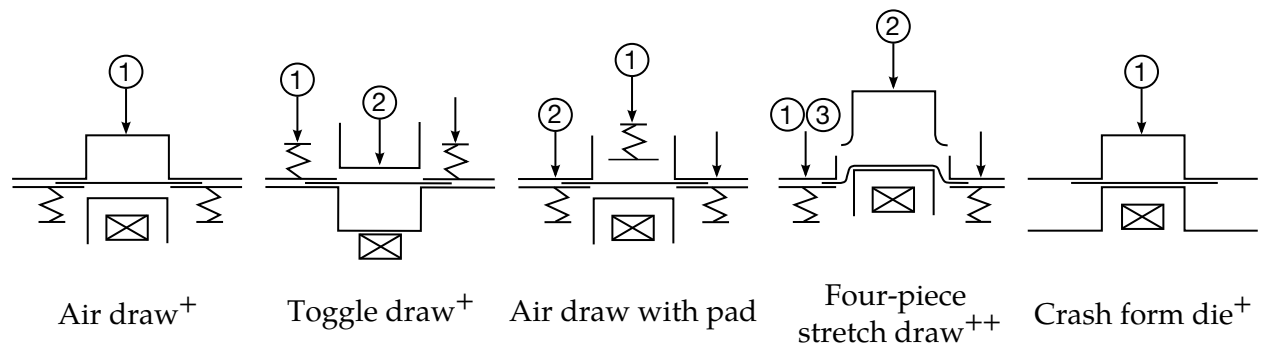 ①
① ②
② ①
①③ ②
①
Air draw+
Toggle draw+
Air draw with pad
Four-piece
stretch draw++
Crash form die+